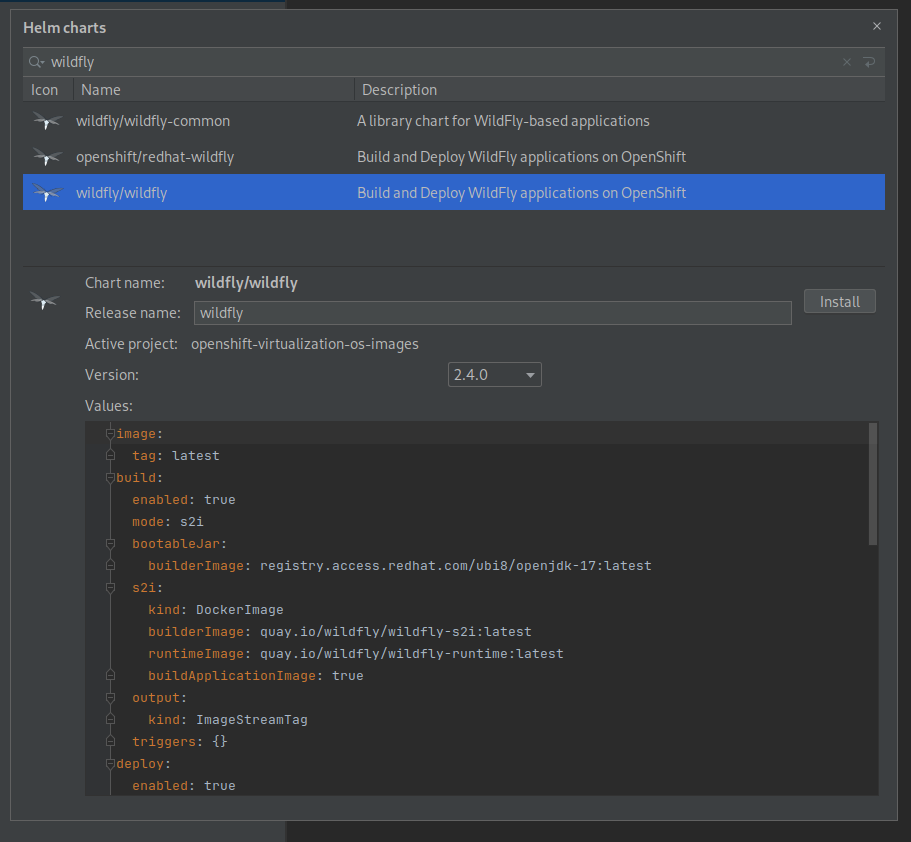 Helm charts
wildfly
Icon Name Description
wildfly/wildfly-common A library chart for WildFly-based applications
openshift/redhat-wildfly Build and Deploy WildFly applications on OpenShift
wildfly/wildfly Build and Deploy WildFly applications on OpenShift
Chart name: wildfly/wildfly
Release name: wildfly Install
Active project: openshift-virtualization-os-images
Version: 2.4.0
Values:
image:
  tag: latest
build:
  enabled: true
  mode: s2i
  bootableJar:
    builderImage: registry.access.redhat.com/ubi8/openjdk-17:latest
  s2i:
    kind: DockerImage
    builderImage: quay.io/wildfly/wildfly-s2i:latest
    runtimeImage: quay.io/wildfly/wildfly-runtime:latest
    buildApplicationImage: true
  output:
    kind: ImageStreamTag
  triggers: {}
deploy:
  enabled: true